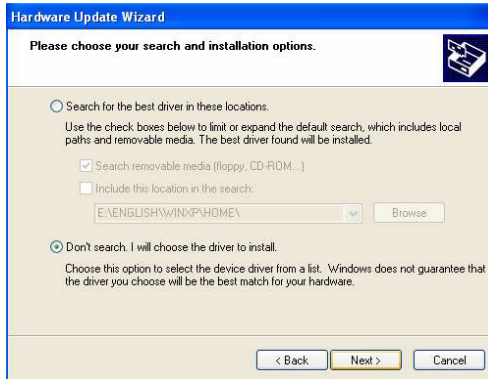 Hardware Update Wizard
Please choose your search and installation options.
Search for the best driver in these locations.
Use the check boxes below to limit or expand the default search, which includes local
paths and removable media. The best driver found will be installed.
Search removable media (floppy, CD-ROM...)
Include this location in the search:
E:\ENGLISH\WINXP\HOME\
Browse
Don't search. I will choose the driver to install.
Choose this option to select the device driver from a list. Windows does not guarantee that
the driver you choose will be the best match for your hardware.
< Back
Next >
Cancel